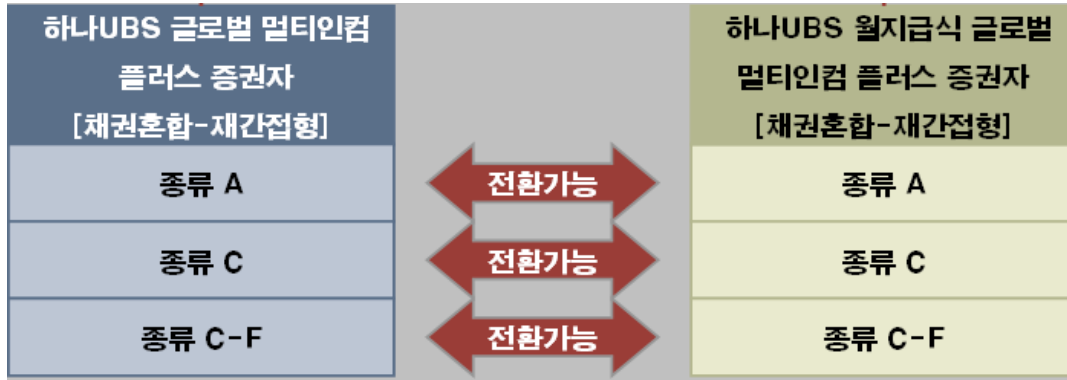 하나UBS 글로벌 멀티인컴
플러스 증권자
[채권혼합-재간접형]
하나UBS 월지급식 글로벌
멀티인컴 플러스 증권자
[채권혼합-재간접형]
종류 A
전환가능
종류 A
종류 C
전환가능
종류 C
종류 C-F
전환가능
종류 C-F